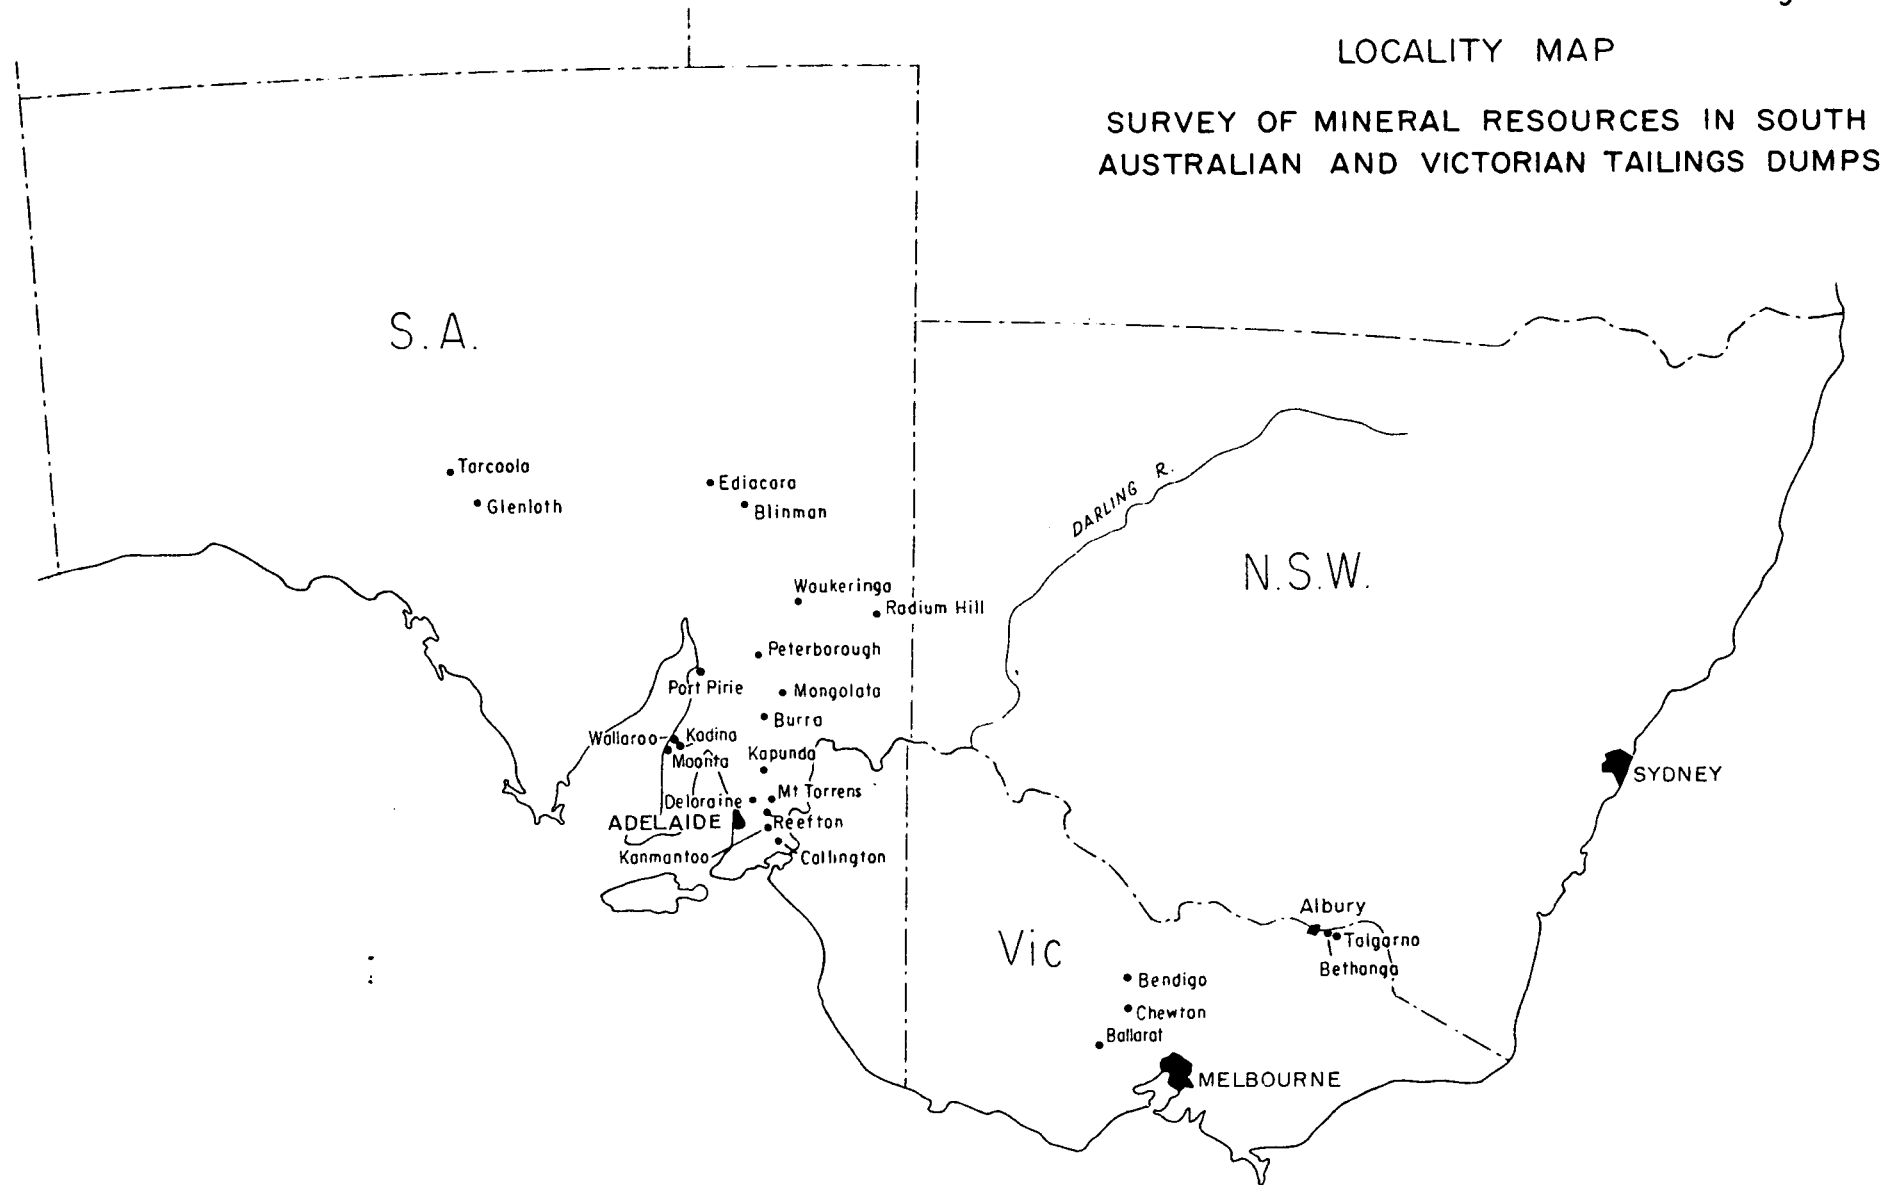 LOCALITY MAP
SURVEY OF MINERAL RESOURCES IN SOUTH
AUSTRALIAN AND VICTORIAN TAILINGS DUMPS
S.A.
Tarcoola
Glenloth
Ediacara
Blinman
DARLING R.
N.S.W.
Waukeringa
Radium Hill
Peterborough
Port Pirie
Mongolata
Burra
Wallaroo
Kadina
Moonta
Kapunda
SYDNEY
Deloraine
Mt Torrens
ADELAIDE
Reefton
Kanmantoo
Callington
Albury
Talgarno
Bethanga
Vic
Bendigo
Chewton
Ballarat
MELBOURNE